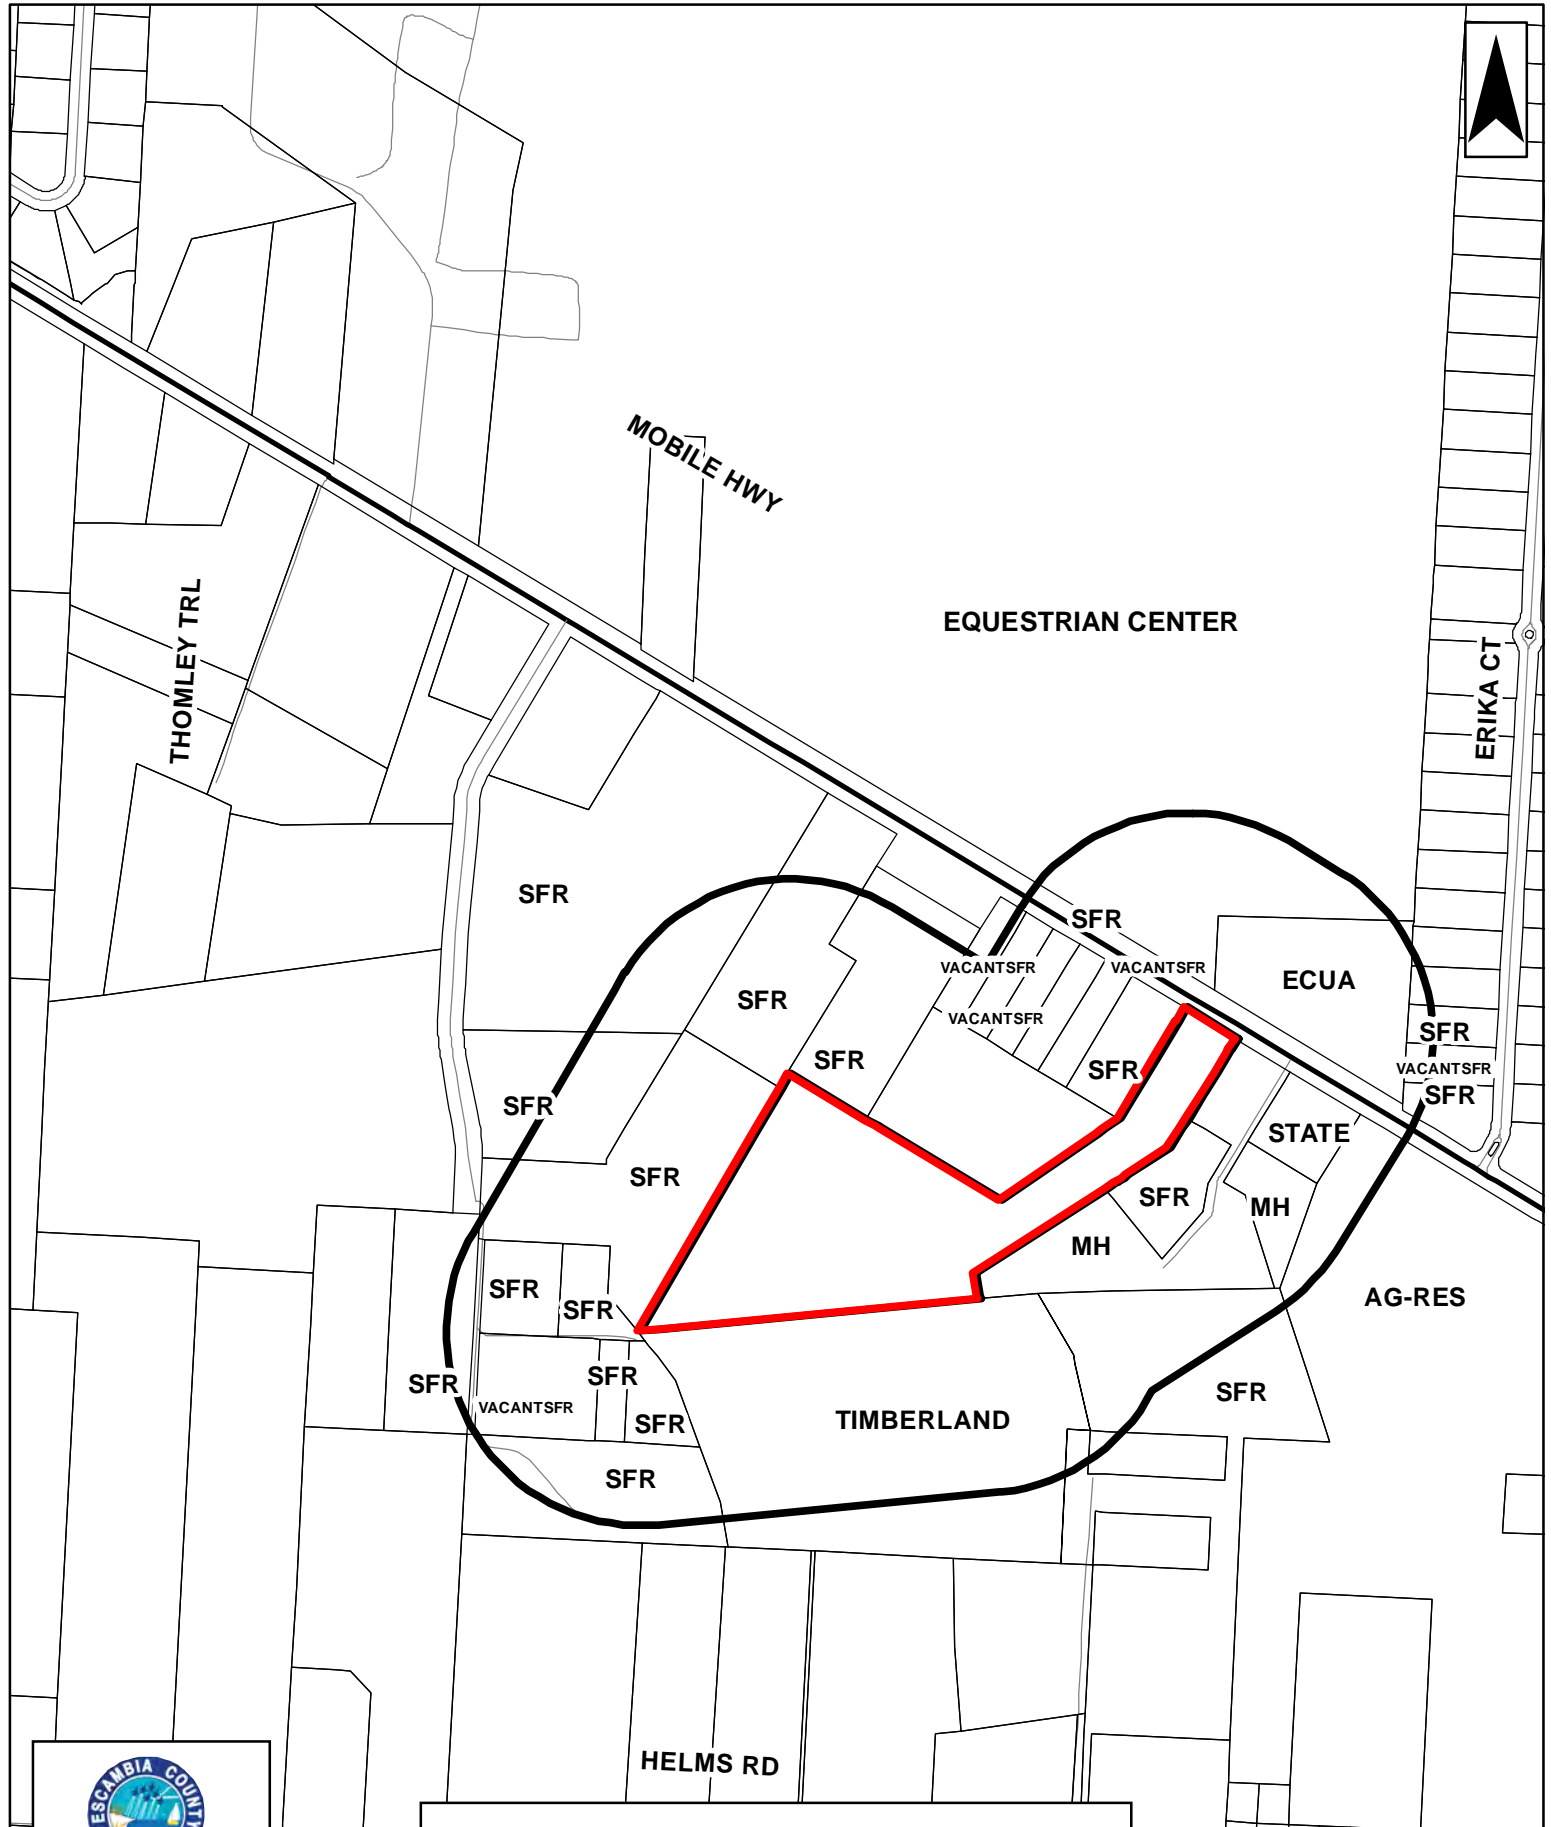 MOBILE HWY
THOMLEY TRL
EQUESTRIAN CENTER
ERIKA CT
SFR
SFR
VACANTSFR
VACANTSFR
ECUA
SFR
VACANTSFR
SFR
SFR
SFR
VACANTSFR
SFR
SFR
SFR
STATE
SFR
SFR
MH
MH
SFR
SFR
AG-RES
SFR
SFR
VACANTSFR
SFR
TIMBERLAND
SFR
SFR
HELMS RD
ESCAMBIA COUNTY